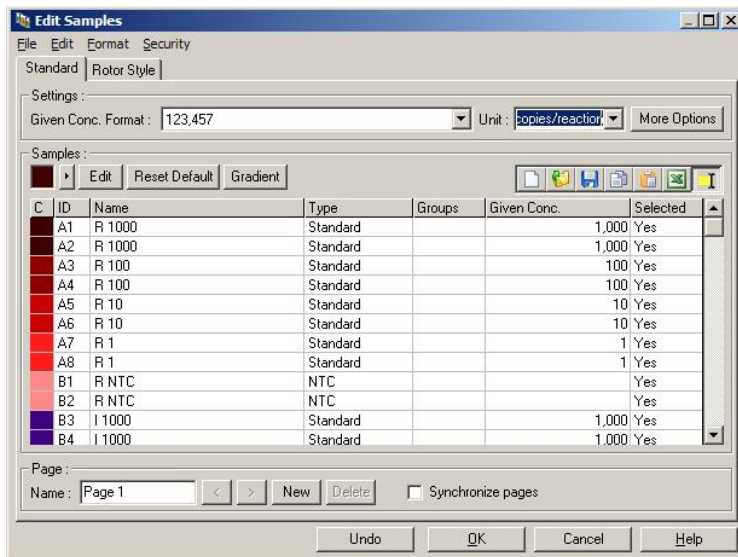 Edit Samples
File Edit Format Security
Standard Rotor Style
Settings :
Given Conc. Format : 123,457 Unit : copies/reaction More Options
Samples :
Edit Reset Default Gradient
C ID Name Type Groups Given Conc. Selected
A1 R 1000 Standard 1,000 Yes
A2 R 1000 Standard 1,000 Yes
A3 R 100 Standard 100 Yes
A4 R 100 Standard 100 Yes
A5 R 10 Standard 10 Yes
A6 R 10 Standard 10 Yes
A7 R 1 Standard 1 Yes
A8 R 1 Standard 1 Yes
B1 R NTC NTC Yes
B2 R NTC NTC Yes
B3 I 1000 Standard 1,000 Yes
B4 I 1000 Standard 1,000 Yes
Page :
Name : Page 1 < > New Delete Synchronize pages
Undo OK Cancel Help